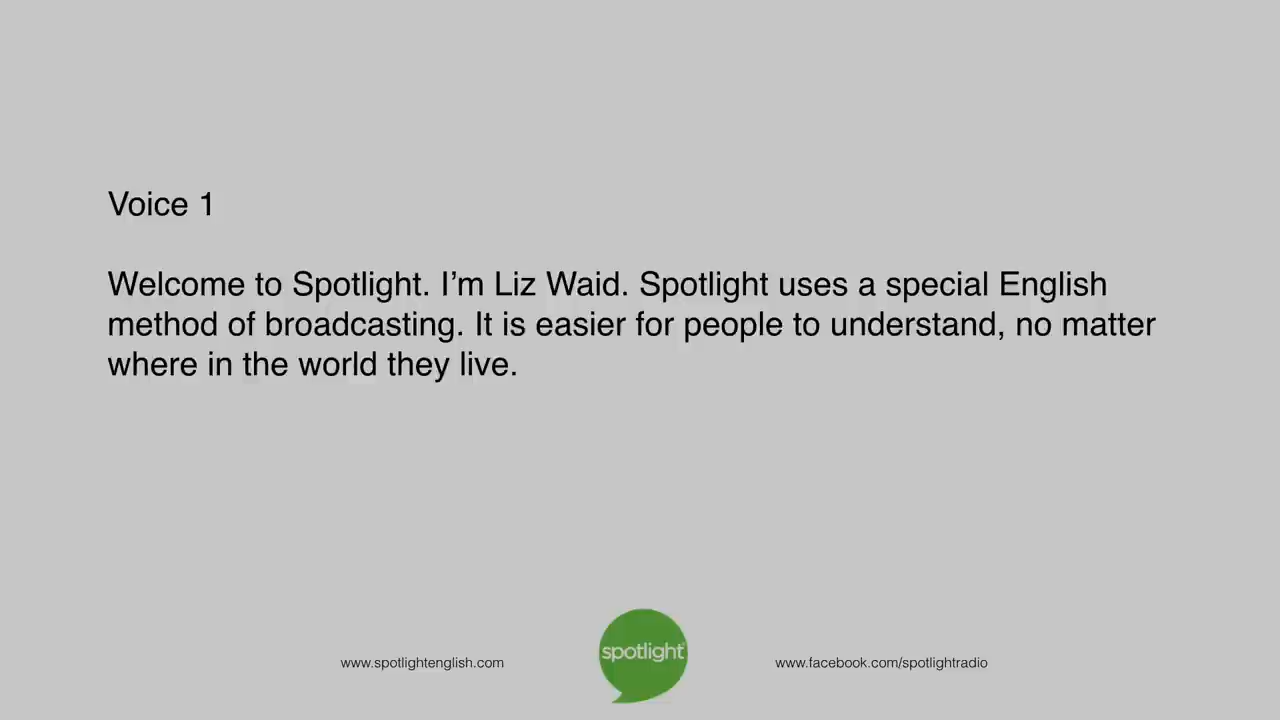 Voice 1
Welcome to Spotlight. I’m Liz Waid. Spotlight uses a special English
method of broadcasting. It is easier for people to understand, no matter
where in the world they live.
www.spotlightenglish.com
spotlight
www.facebook.com/spotlightradio